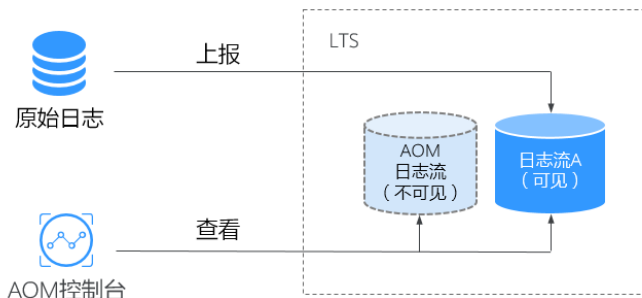 LTS
上报
原始日志
AOM
日志流
（不可见）
日志流A
（可见）
查看
AOM控制台